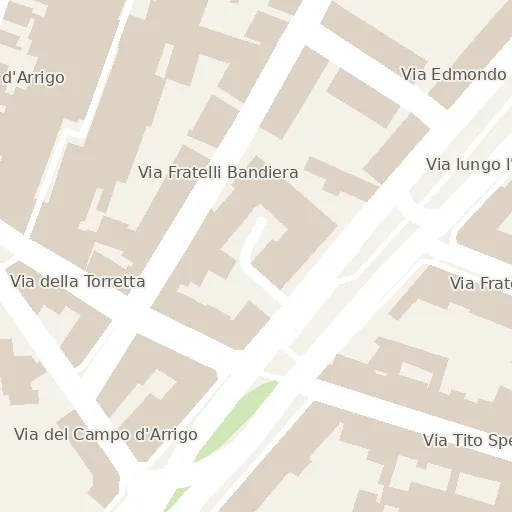 d'Arrigo
Via Edmondo
Via lungo l'
Via Fratelli Bandiera
Via della Torretta
Via Frate
Via del Campo d'Arrigo
Via Tito Spe